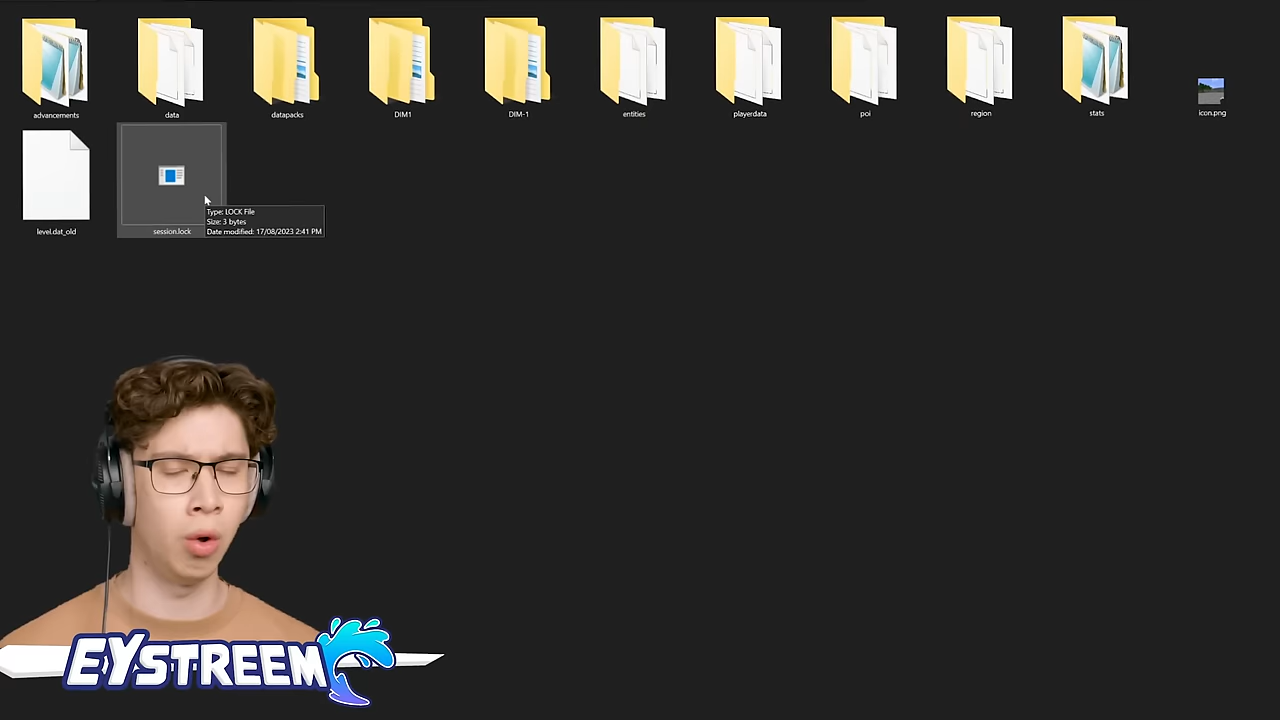 advancements
data
datapacks
DIM1
DIM-1
entities
playerdata
poi
region
stats
icon.png
level.dat_old
session.lock
Type: LOCK File
Size: 3 bytes
Date modified: 17/08/2023 2:41 PM
EYSTREEM